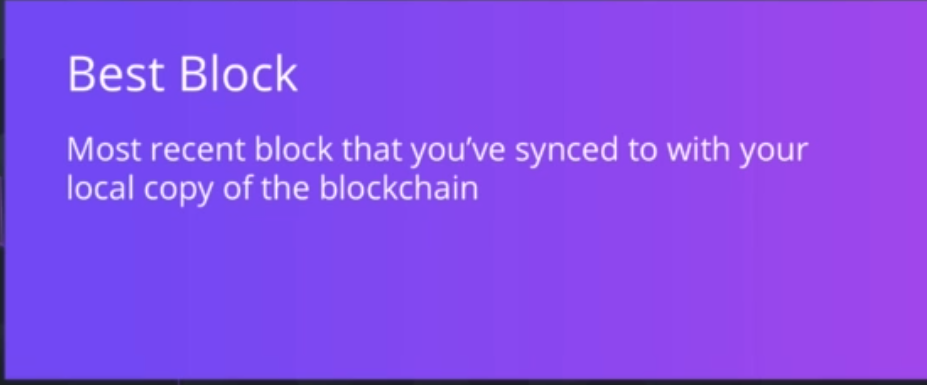 Best Block
Most recent block that you’ve synced to with your
local copy of the blockchain